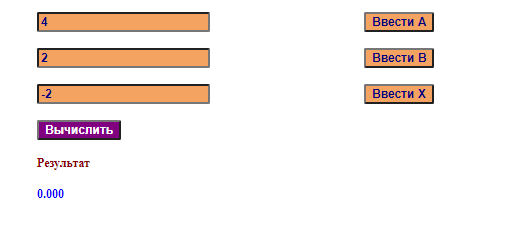 4 Ввести А
2 Ввести В
-2 Ввести Х
Вычислить
Результат
0.000